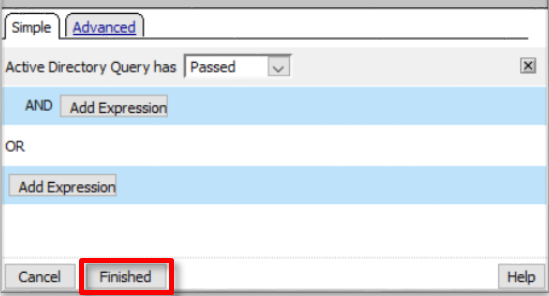 Simple Advanced
Active Directory Query has Passed
AND Add Expression
OR
Add Expression
Cancel Finished Help